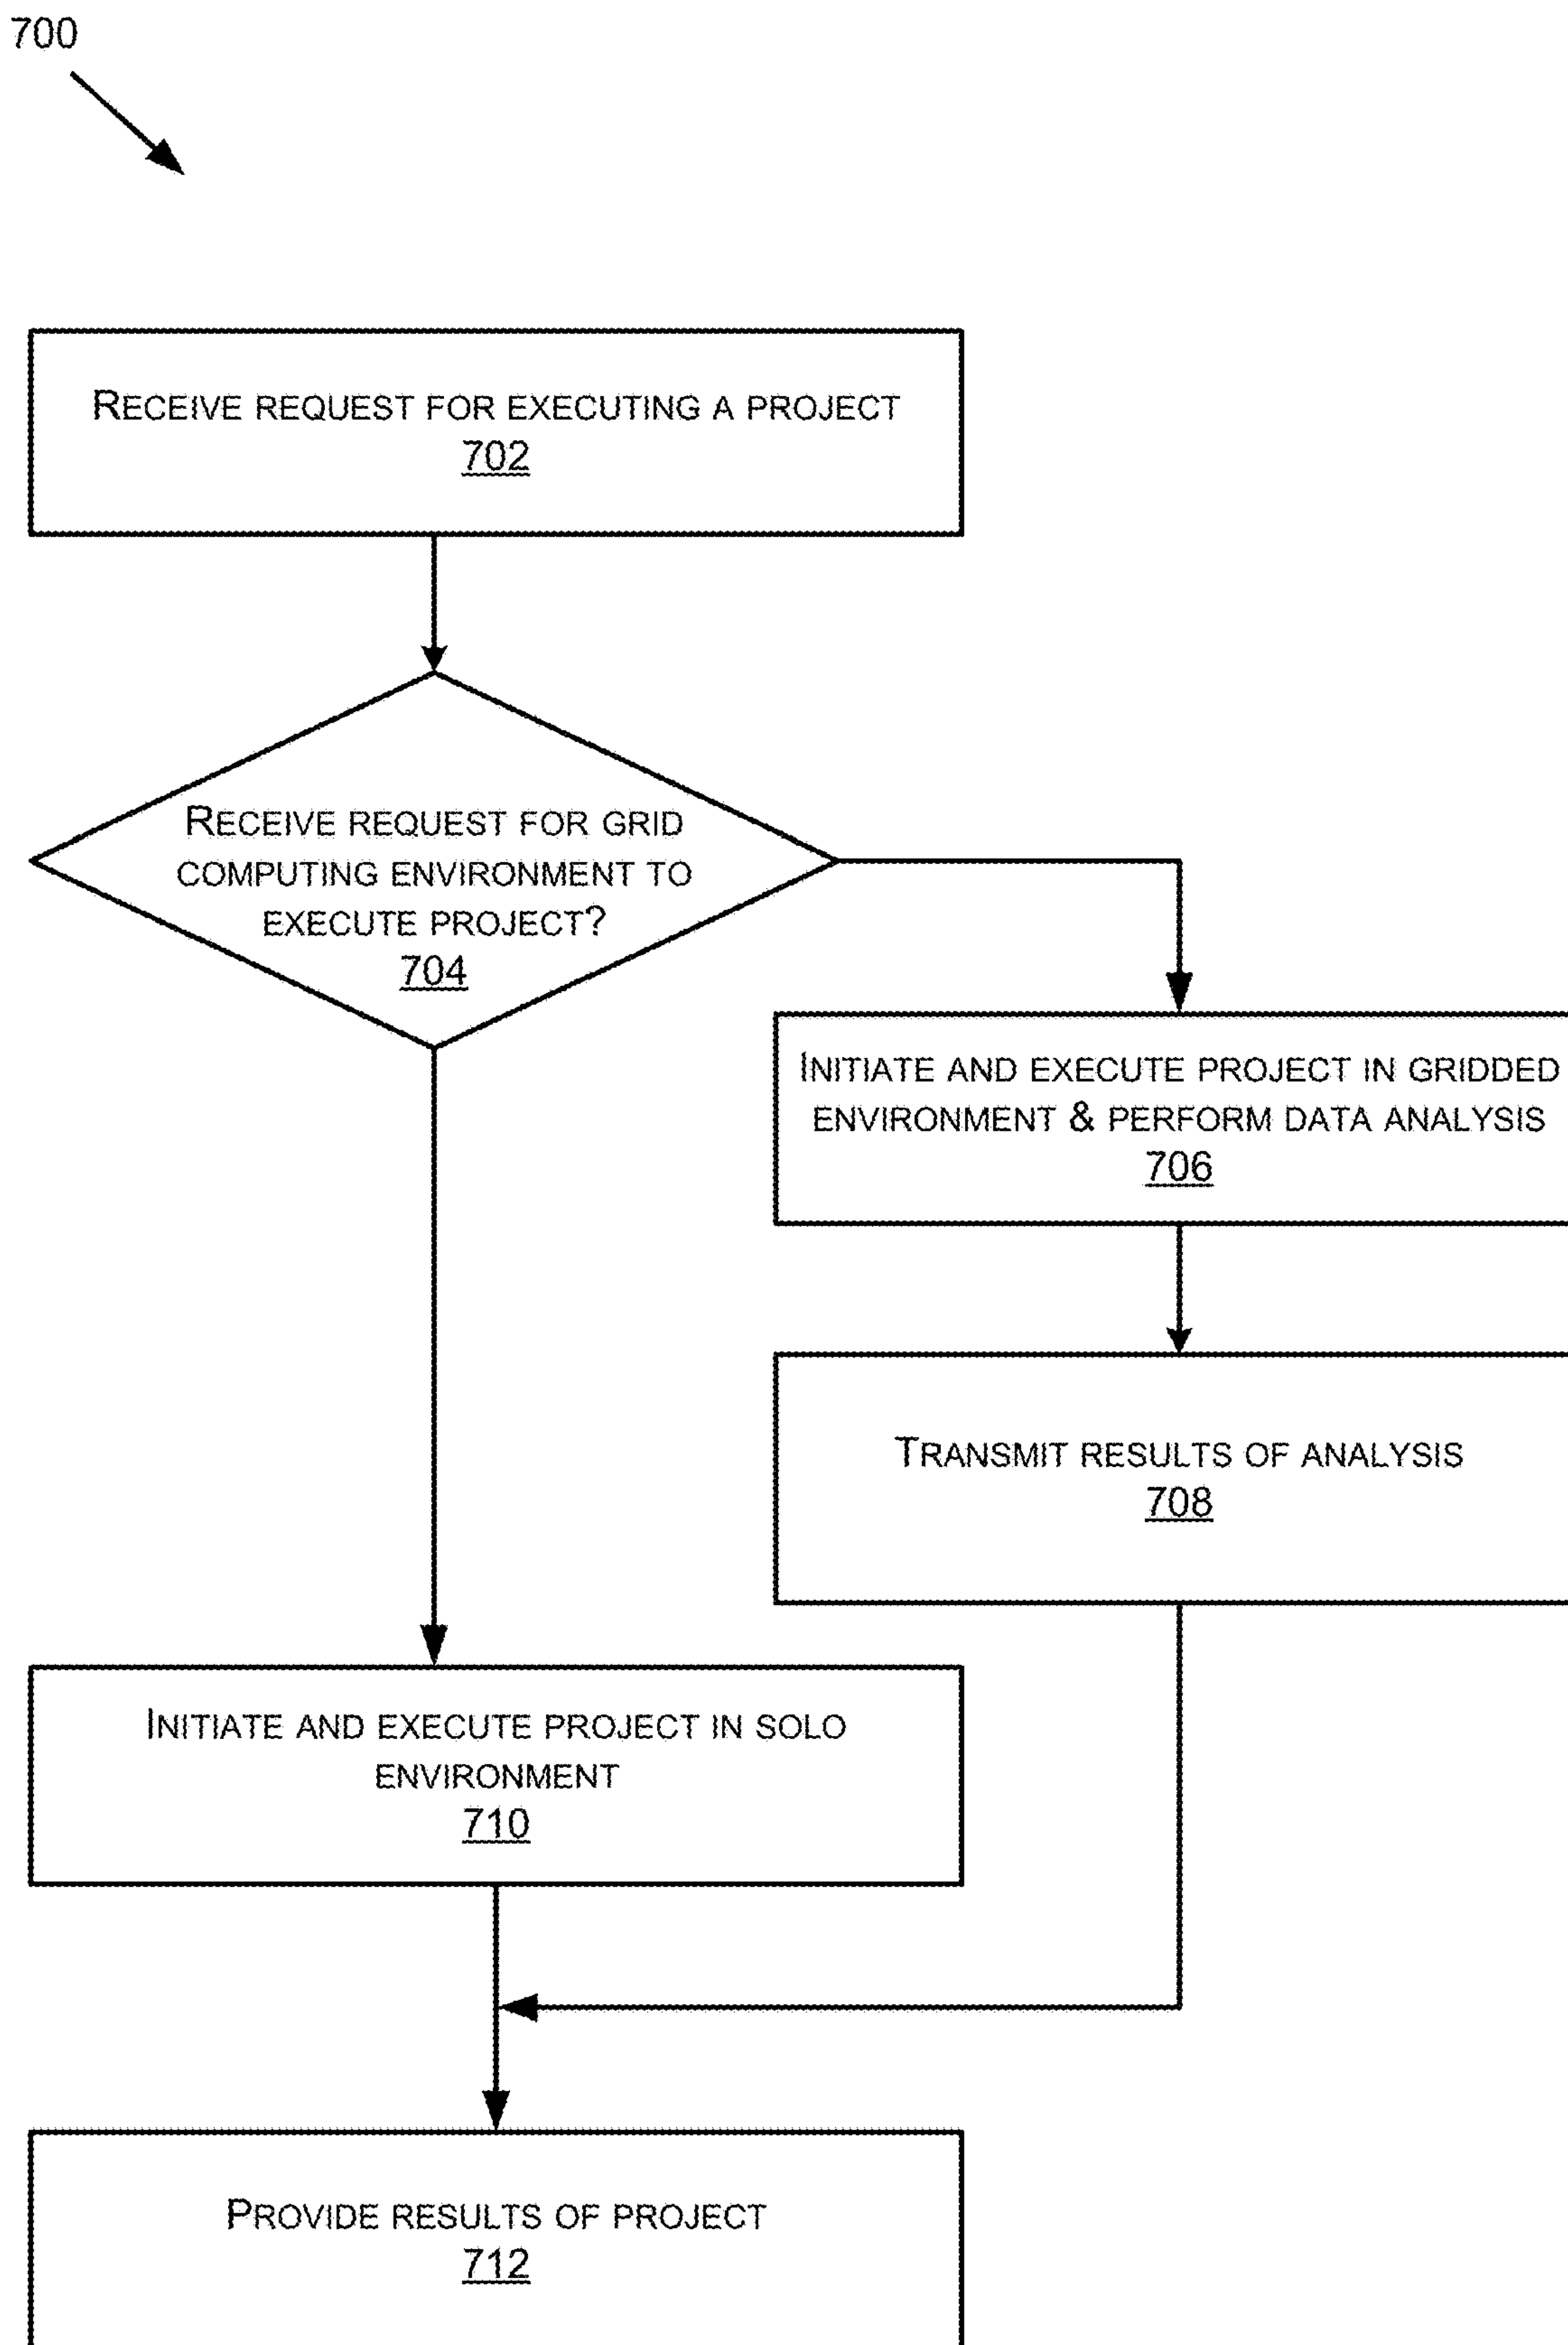 700
RECEIVE REQUEST FOR EXECUTING A PROJECT
702
RECEIVE REQUEST FOR GRID
COMPUTING ENVIRONMENT TO
EXECUTE PROJECT?
704
INITIATE AND EXECUTE PROJECT IN GRIDDED
ENVIRONMENT & PERFORM DATA ANALYSIS
706
TRANSMIT RESULTS OF ANALYSIS
708
INITIATE AND EXECUTE PROJECT IN SOLO
ENVIRONMENT
710
PROVIDE RESULTS OF PROJECT
712